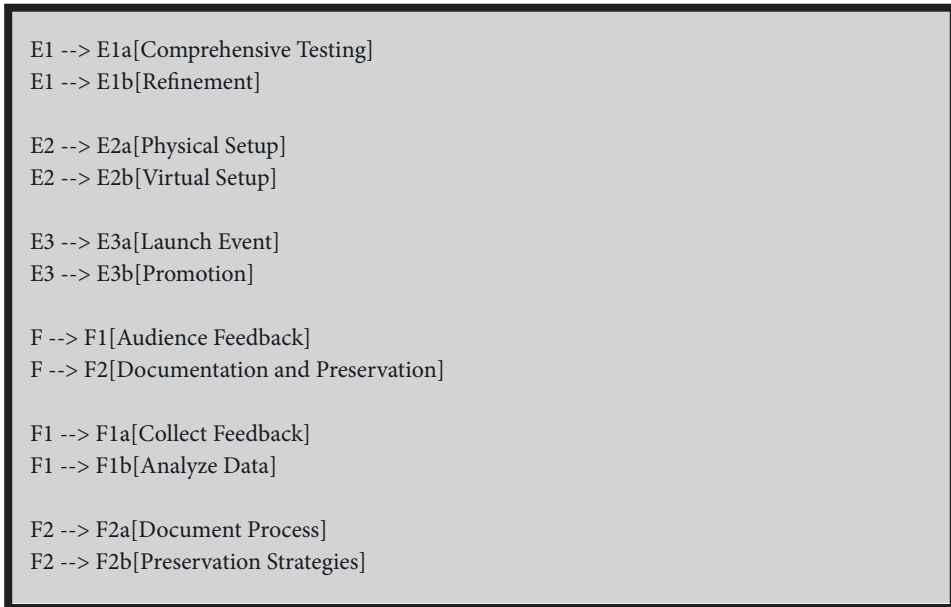 E1 --> E1a[Comprehensive Testing]
E1 --> E1b[Refinement]
E2 --> E2a[Physical Setup]
E2 --> E2b[Virtual Setup]
E3 --> E3a[Launch Event]
E3 --> E3b[Promotion]
F --> F1[Audience Feedback]
F --> F2[Documentation and Preservation]
F1 --> F1a[Collect Feedback]
F1 --> F1b[Analyze Data]
F2 --> F2a[Document Process]
F2 --> F2b[Preservation Strategies]